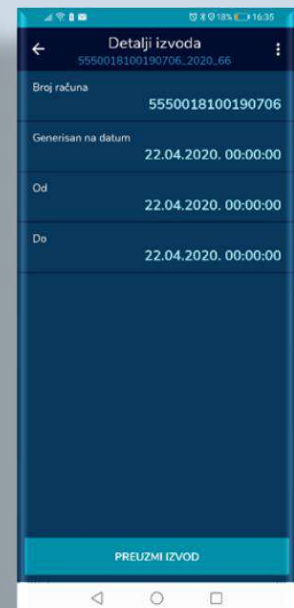 18% 16:35
Detalji izvoda
5550018100190706_2020_66
Broj računa
5550018100190706
Generisan na datum
22.04.2020. 00:00:00
Od
22.04.2020. 00:00:00
Do
22.04.2020. 00:00:00
PREUZMI IZVOD